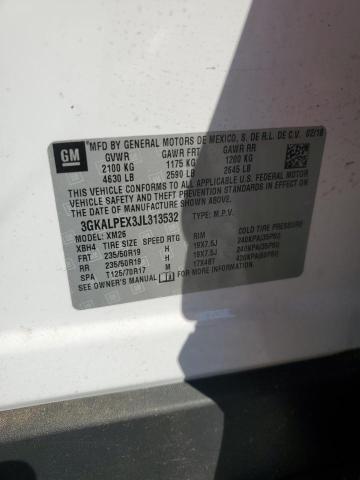 GM
MFD BY GENERAL MOTORS DE MEXICO, S. DE R.L. DE C.V. 02/18
GVWR GAWR FRT GAWR RR
2100 KG 1175 KG 1200 KG
4630 LB 2590 LB 2645 LB
THIS VEHICLE CONFORMS TO ALL APPLICABLE U.S. FEDERAL MOTOR
VEHICLE SAFETY, BUMPER, AND THEFT PREVENTION STANDARDS
IN EFFECT ON THE DATE OF MANUFACTURE SHOWN ABOVE.
3GKALPEX3JL313532 TYPE: M.P.V.
MODEL: XM26
XBH4 TIRE SIZE SPEED RTG RIM COLD TIRE PRESSURE
FRT 235/50R19 H 19X7.5J 240KPA(35PSI)
RR 235/50R19 H 19X7.5J 240KPA(35PSI)
SPA T125/70R17 M 17X4BT 420KPA(60PSI)
SEE OWNER'S MANUAL FOR ADDITIONAL INFORMATION.